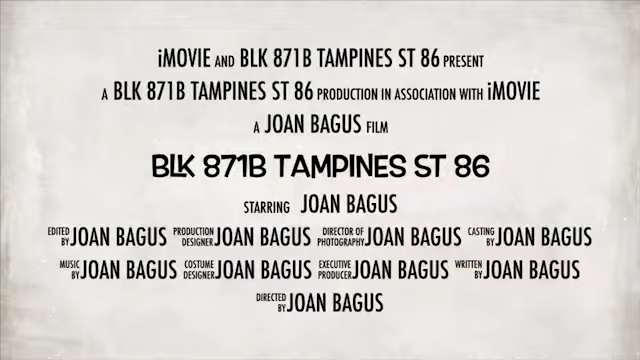 iMOVIE AND BLK 871B TAMPINES ST 86 PRESENT
A BLK 871B TAMPINES ST 86 PRODUCTION IN ASSOCIATION WITH iMOVIE
A JOAN BAGUS FILM
BLK 871B TAMPINES ST 86
STARRING JOAN BAGUS
EDITED BY JOAN BAGUS PRODUCTION DESIGNER JOAN BAGUS DIRECTOR OF PHOTOGRAPHY JOAN BAGUS CASTING BY JOAN BAGUS
MUSIC BY JOAN BAGUS COSTUME DESIGNER JOAN BAGUS EXECUTIVE PRODUCER JOAN BAGUS WRITTEN BY JOAN BAGUS
DIRECTED BY JOAN BAGUS